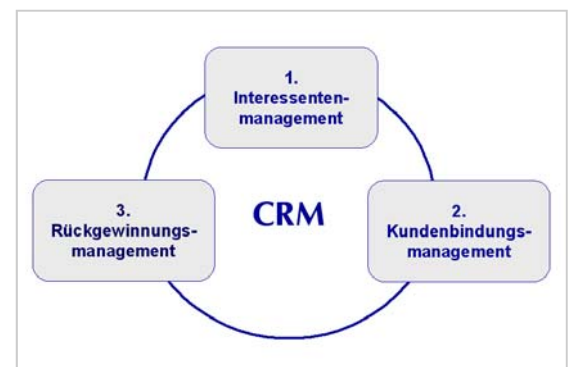 1.
Interessenten-
management
CRM
2.
Kundenbindungs-
management
3.
Rückgewinnungs-
management